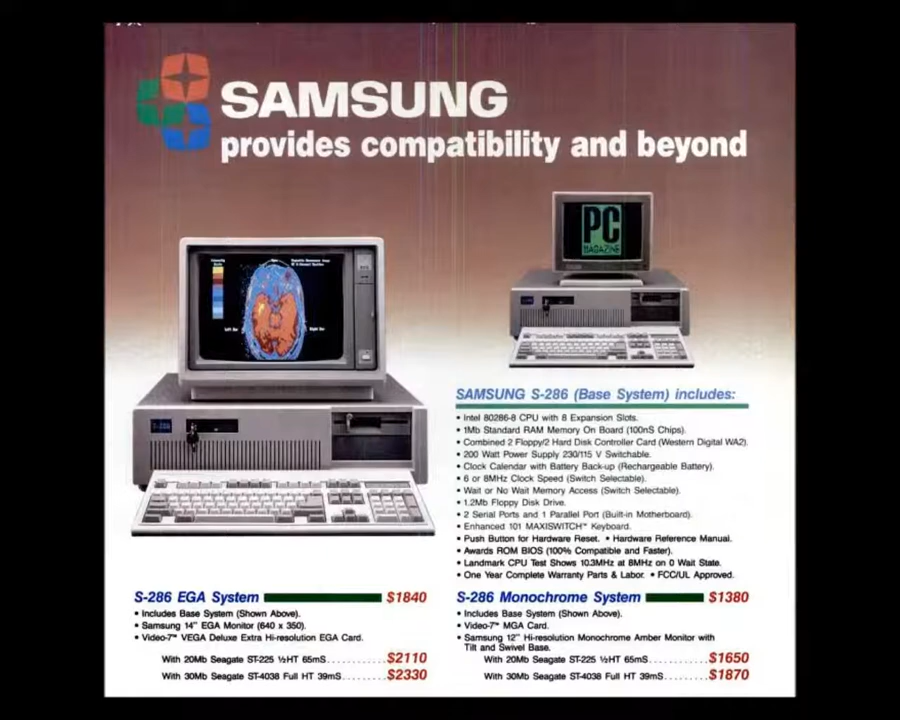 SAMSUNG
provides compatibility and beyond
PC
MAGAZINE
Left Ear
Right Ear
S-286
SAMSUNG S-286 (Base System) includes:
• Intel 80286-8 CPU with 8 Expansion Slots.
• 1Mb Standard RAM Memory On Board (100nS Chips).
• Combined 2 Floppy/2 Hard Disk Controller Card (Western Digital WA2).
• 200 Watt Power Supply 230/115 V Switchable.
• Clock Calendar with Battery Back-up (Rechargeable Battery).
• 6 or 8MHz Clock Speed (Switch Selectable).
• Wait or No Wait Memory Access (Switch Selectable).
• 1.2Mb Floppy Disk Drive.
• 2 Serial Ports and 1 Parallel Port (Built-in Motherboard).
• Enhanced 101 MAXISWITCH™ Keyboard.
• Push Button for Hardware Reset. • Hardware Reference Manual.
• Awards ROM BIOS (100% Compatible and Faster).
• Landmark CPU Test Shows 10.3MHz at 8MHz on 0 Wait State.
• One Year Complete Warranty Parts & Labor. • FCC/UL Approved.
S-286 EGA System $1840
• Includes Base System (Shown Above).
• Samsung 14" EGA Monitor (640 x 350).
• Video-7™ VEGA Deluxe Extra Hi-resolution EGA Card.
With 20Mb Seagate ST-225 ½HT 65mS.............$2110
With 30Mb Seagate ST-4038 Full HT 39mS.........$2330
S-286 Monochrome System $1380
• Includes Base System (Shown Above).
• Video-7™ MGA Card.
• Samsung 12" Hi-resolution Monochrome Amber Monitor with
Tilt and Swivel Base.
With 20Mb Seagate ST-225 ½HT 65mS.............$1650
With 30Mb Seagate ST-4038 Full HT 39mS.........$1870